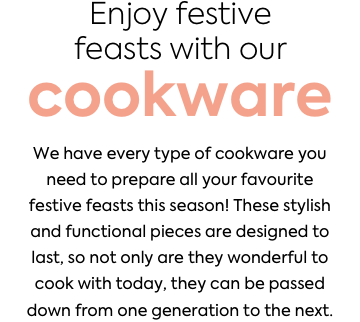 Enjoy festive
feasts with our
cookware
We have every type of cookware you
need to prepare all your favourite
festive feasts this season! These stylish
and functional pieces are designed to
last, so not only are they wonderful to
cook with today, they can be passed
down from one generation to the next.